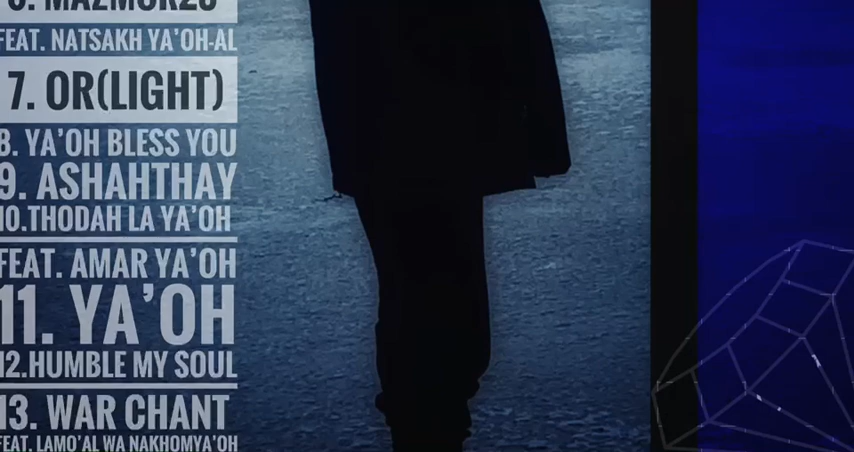 6. MAZMOR23
FEAT. NATSAKH YA'OH-AL
7. OR(LIGHT)
8. YA'OH BLESS YOU
9. ASHAHTHAY
10.THODAH LA YA'OH
FEAT. AMAR YA'OH
11. YA'OH
12.HUMBLE MY SOUL
13. WAR CHANT
FEAT. LAMO'AL WA NAKHOMYA'OH